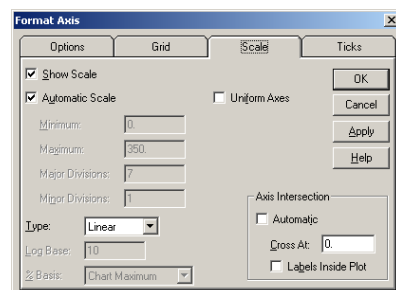 Format Axis
Options Grid Scale Ticks
Show Scale
Automatic Scale
Uniform Axes
Minimum: 0.
Maximum: 350.
Major Divisions: 7
Minor Divisions: 1
Type: Linear
Log Base: 10
% Basis: Chart Maximum
OK
Cancel
Apply
Help
Axis Intersection
Automatic
Cross At: 0.
Labels Inside Plot